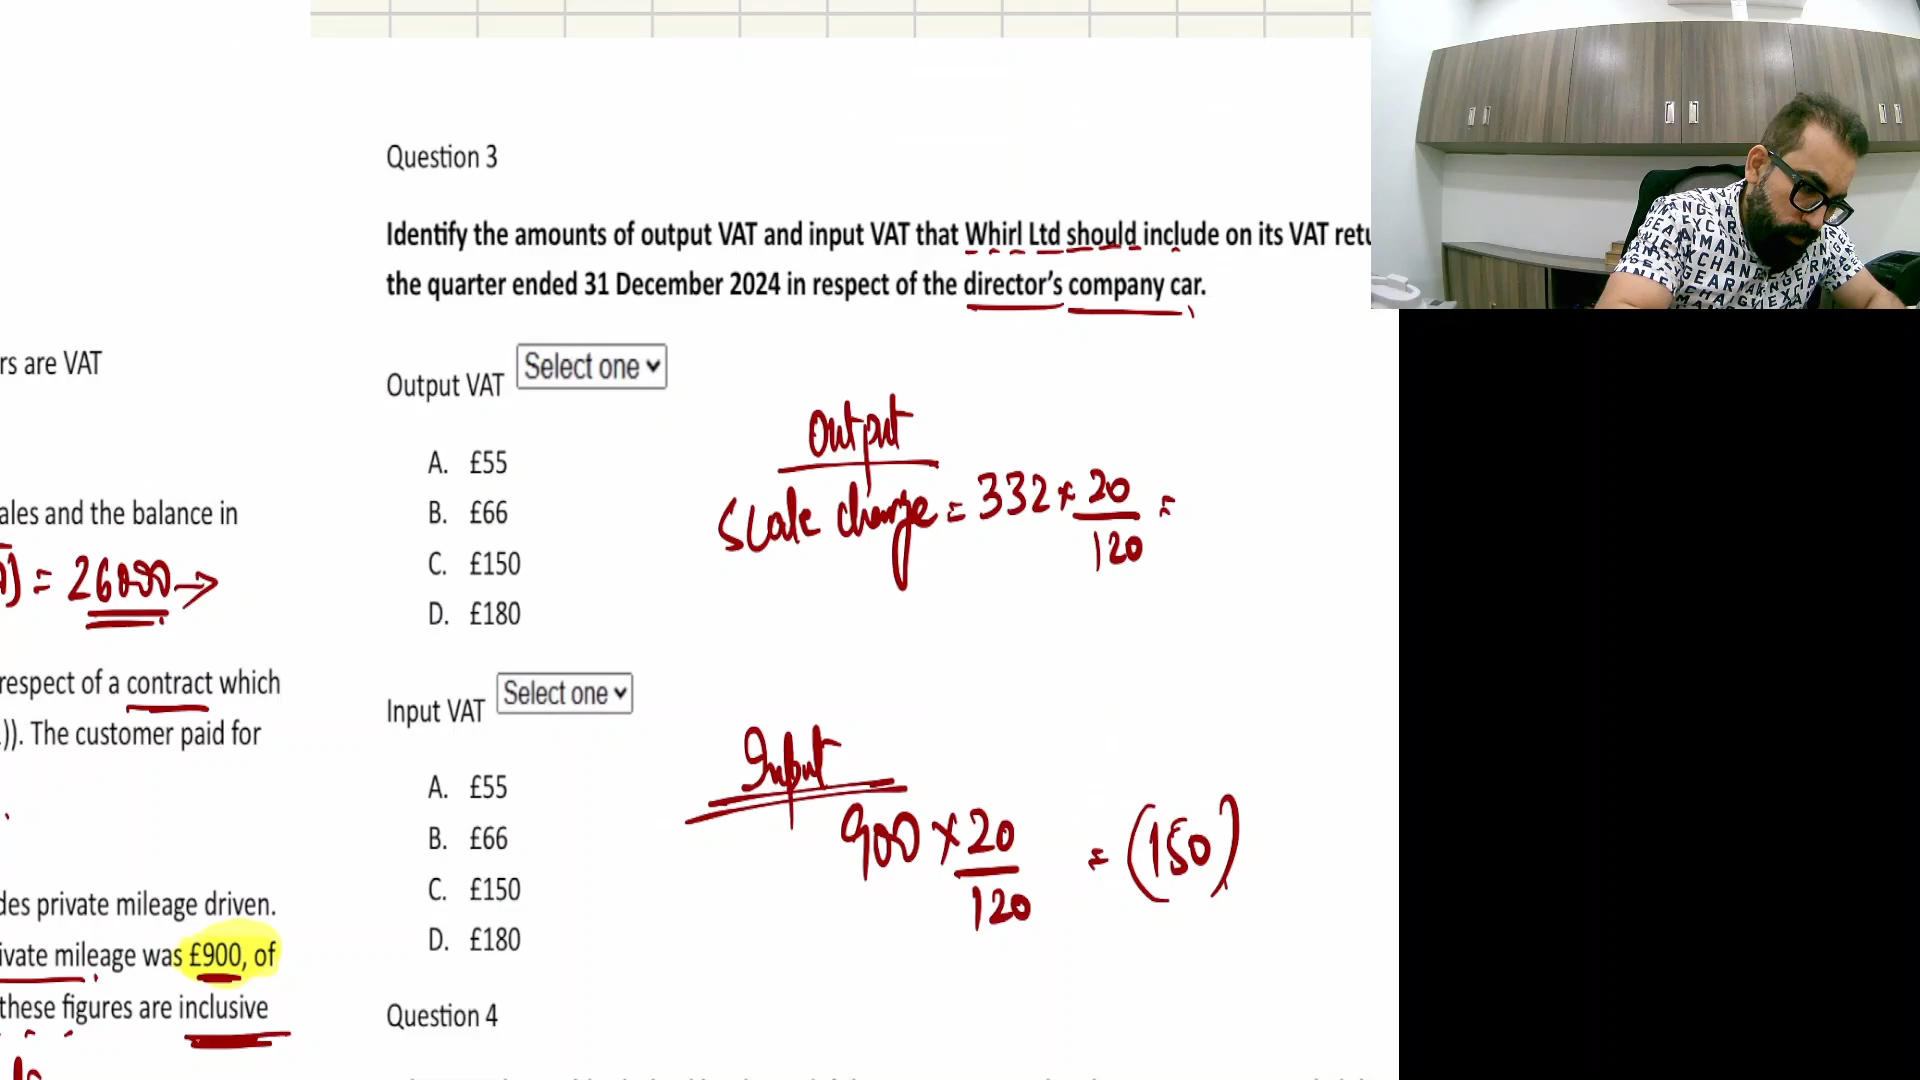 Question 3
Identify the amounts of output VAT and input VAT that Whirl Ltd should include on its VAT retu
the quarter ended 31 December 2024 in respect of the director's company car.
rs are VAT
ales and the balance in
= 26000 →
respect of a contract which
.)). The customer paid for
des private mileage driven.
ivate mileage was £900, of
these figures are inclusive
Output VAT Select one
A. £55
B. £66
C. £150
D. £180
Output
Scale charge = 332 × 20/120 =
Input VAT Select one
A. £55
B. £66
C. £150
D. £180
Input
900 × 20/120 = (150)
Question 4